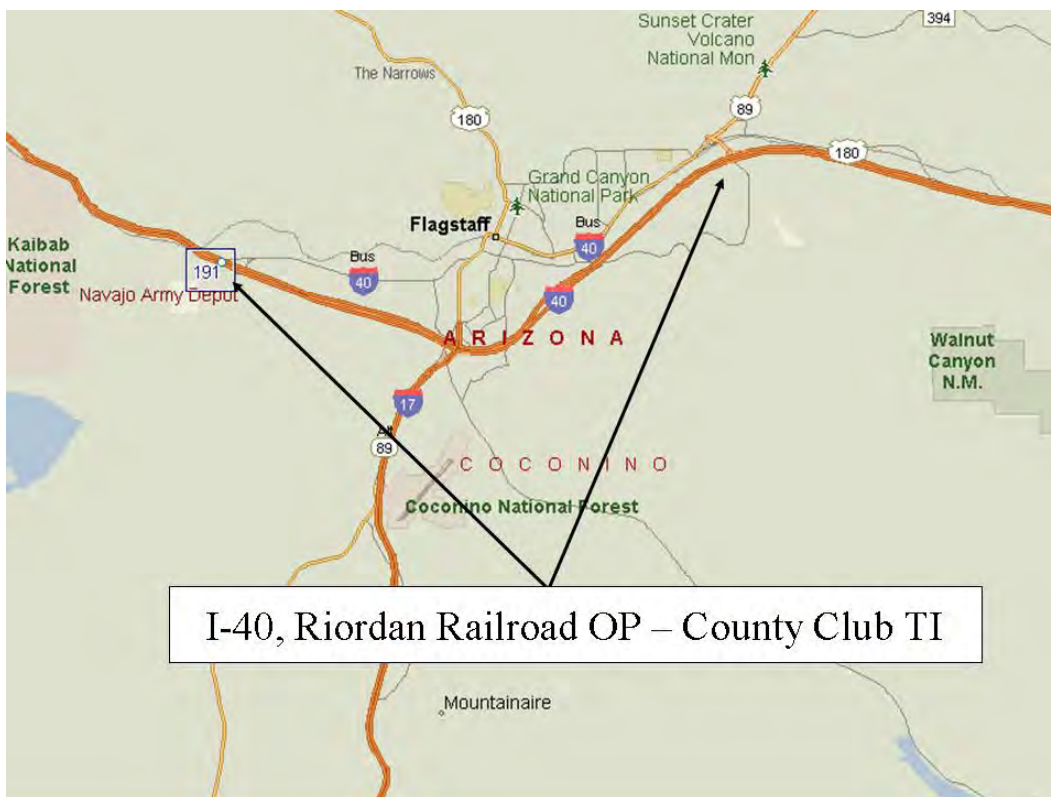 Sunset Crater
Volcano
National Mon
394
The Narrows
180
89
180
Grand Canyon
National Park
Flagstaff
Bus
40
Kaibab
National
Forest
191
Bus
40
Navajo Army Depot
40
ARIZONA
Walnut
Canyon
N.M.
17
Alt
89
COCONINO
Coconino National Forest
I-40, Riordan Railroad OP – County Club TI
Mountainaire